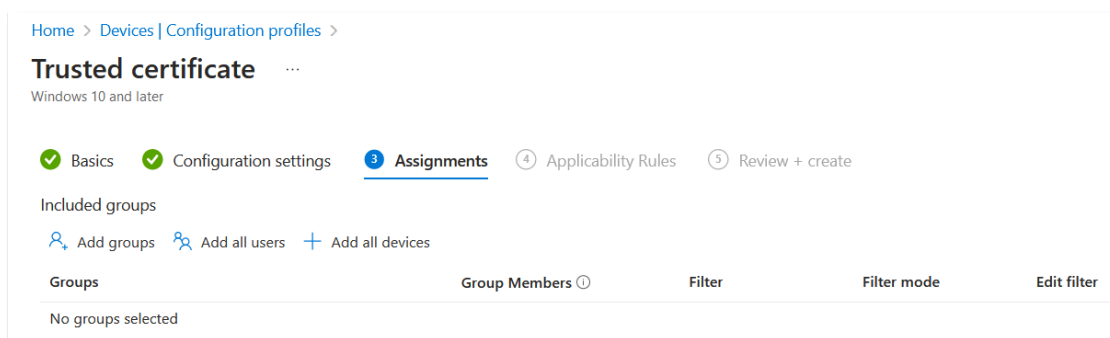 Home > Devices | Configuration profiles >
Trusted certificate ...
Windows 10 and later
Basics Configuration settings 3 Assignments 4 Applicability Rules 5 Review + create
Included groups
Add groups Add all users Add all devices
Groups Group Members Filter Filter mode Edit filter
No groups selected